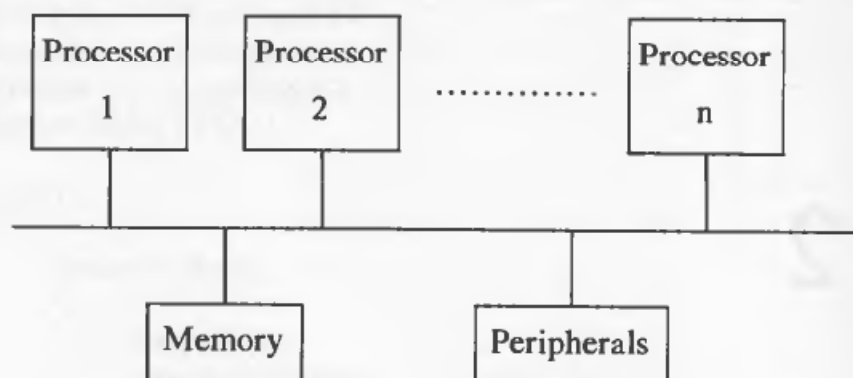 Processor
1
Processor
2
..............
Processor
n
Memory
Peripherals